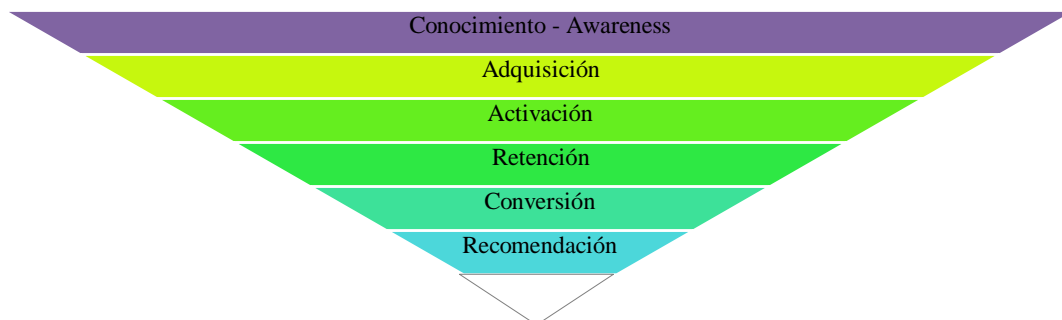 Conocimiento - Awareness
Adquisición
Activación
Retención
Conversión
Recomendación